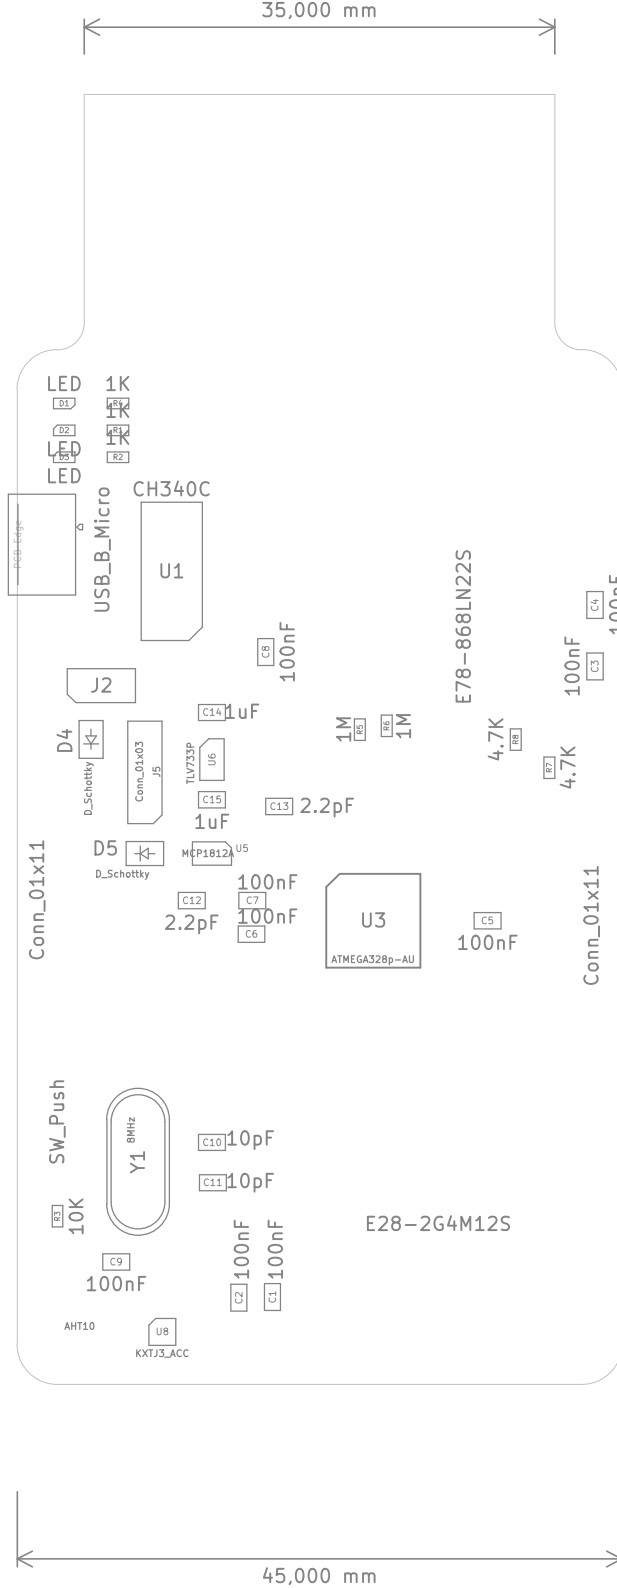 35,000 mm
LED 1K
D1 R4
1K
D2 R1
1K
LED
D3 R2
LED
CH340C
PCB Edge
USB_B_Micro
U1
E78-868LN22S
C4
100nF
C8
100nF
100nF
C3
J2
C14
1uF
1M
R5
R6
1M
4.7K
R8
D4
D_Schottky
Conn_01x03
J5
TLV733P
U6
R7
4.7K
C15
1uF
C13
2.2pF
D5
D_Schottky
MCP1812A
U5
Conn_01x11
100nF
C12
C7
2.2pF
100nF
C6
U3
ATMEGA328p-AU
C5
100nF
Conn_01x11
SW_Push
8MHz
Y1
C10
10pF
C11
10pF
R3
10K
E28-2G4M12S
C9
100nF
100nF
C2
100nF
C1
AHT10
U8
KXTJ3_ACC
45,000 mm